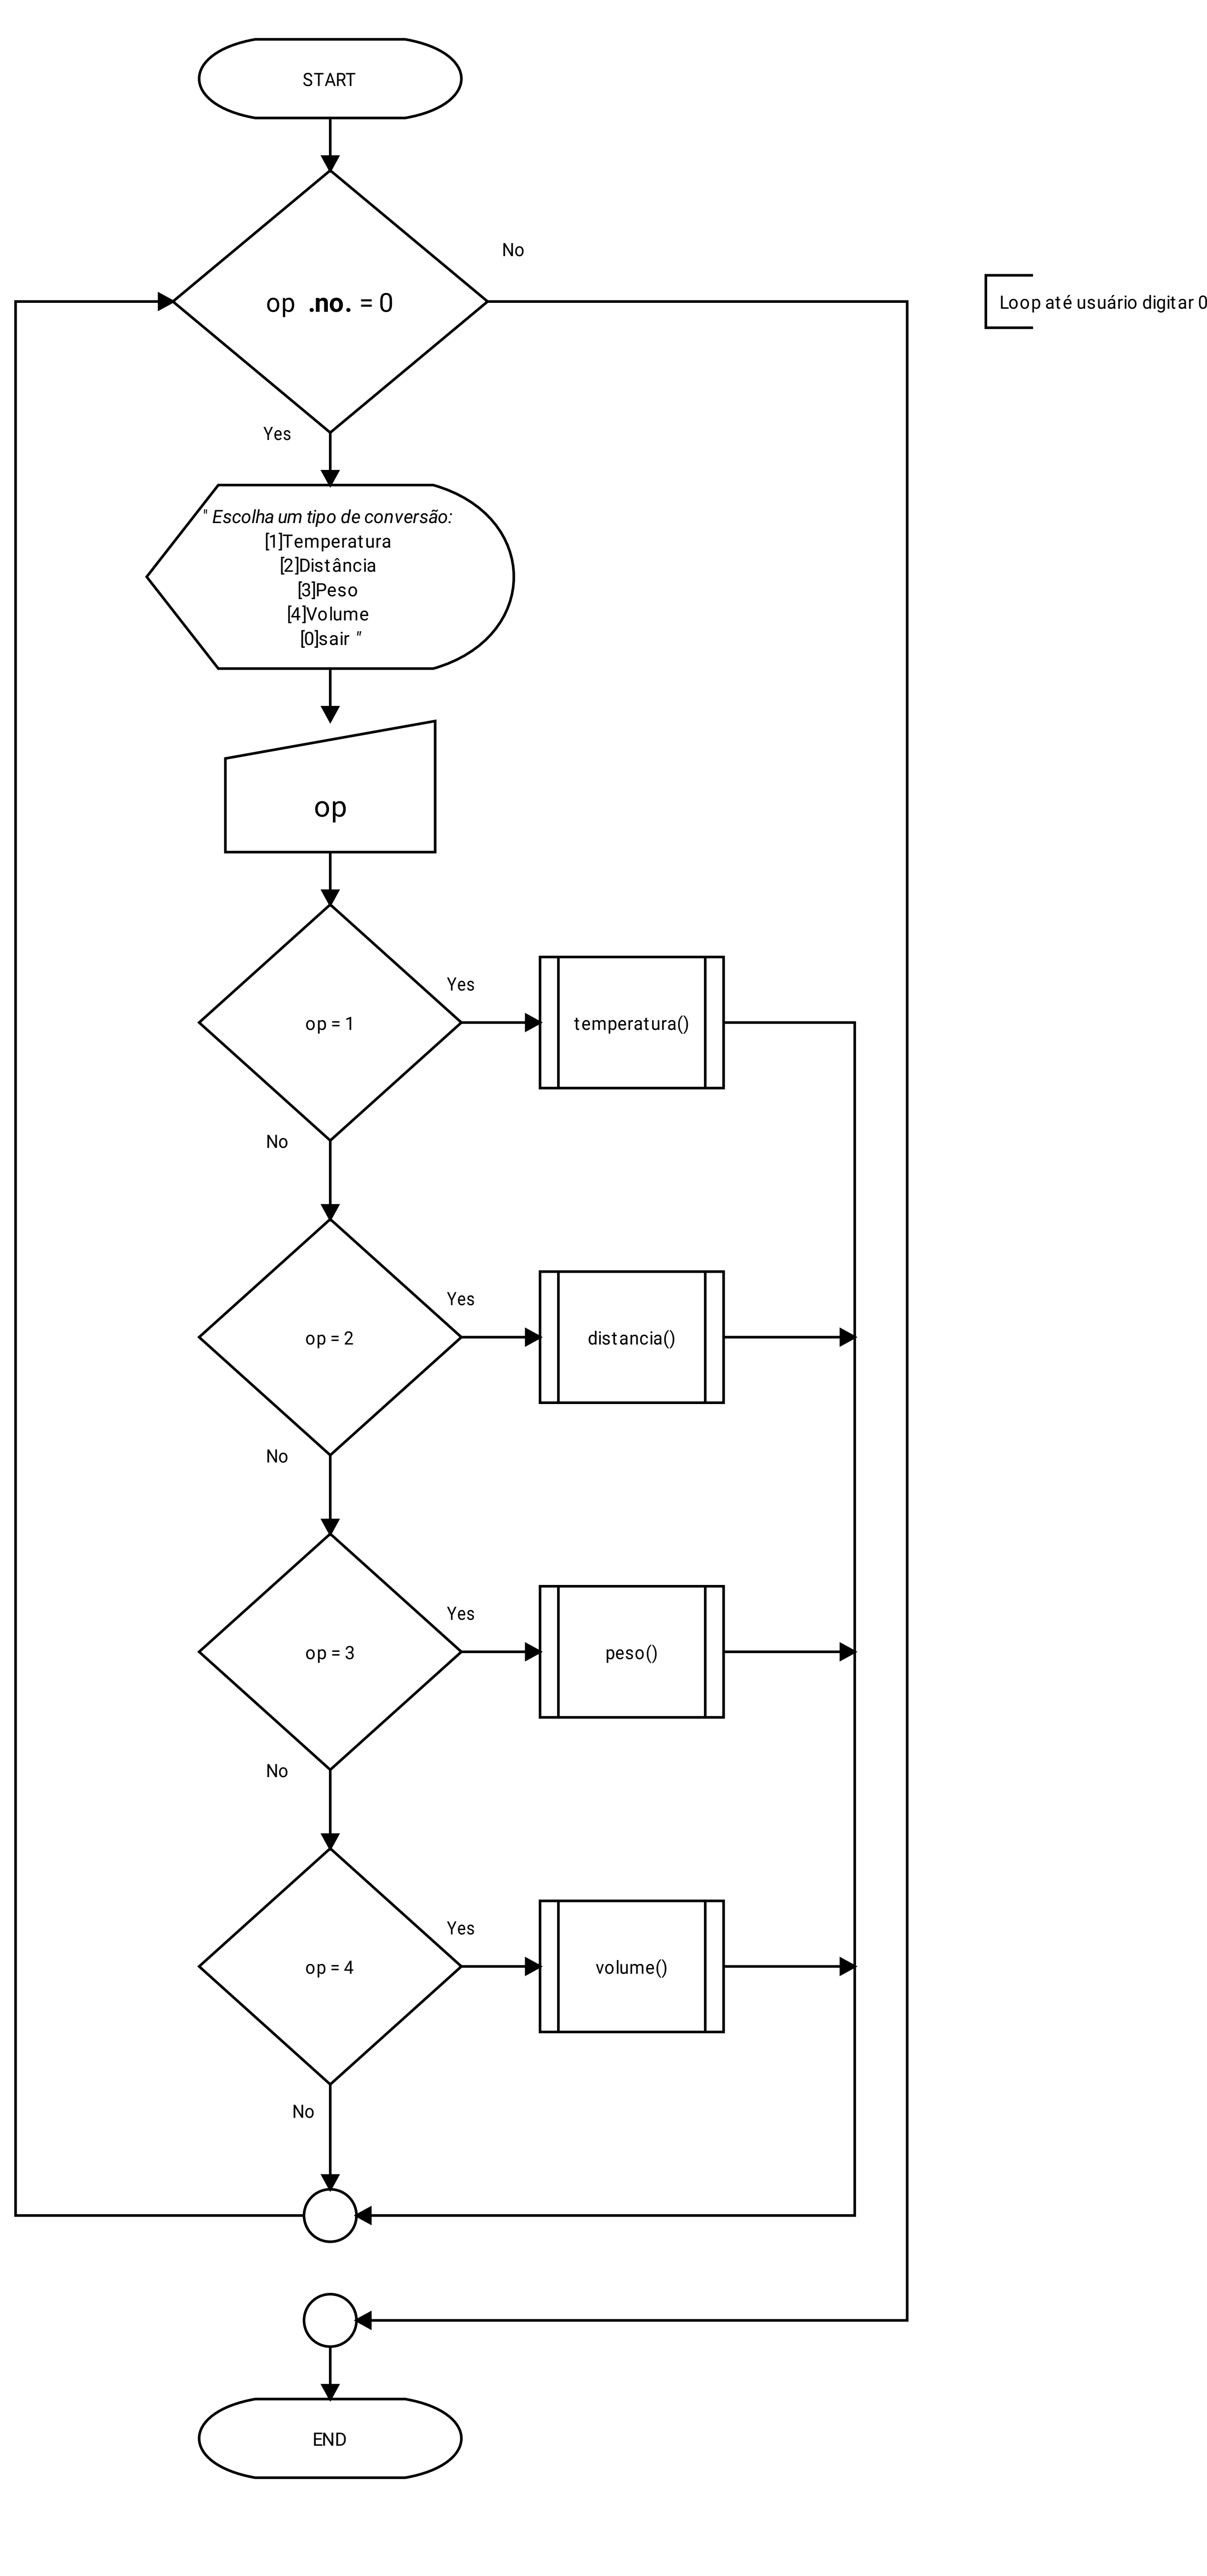 START
No
op .no. = 0
Loop até usuário digitar 0
Yes
" Escolha um tipo de conversão:
[1]Temperatura
[2]Distância
[3]Peso
[4]Volume
[0]sair "
op
Yes
op = 1
temperatura()
No
Yes
op = 2
distancia()
No
Yes
op = 3
peso()
No
Yes
op = 4
volume()
No
END